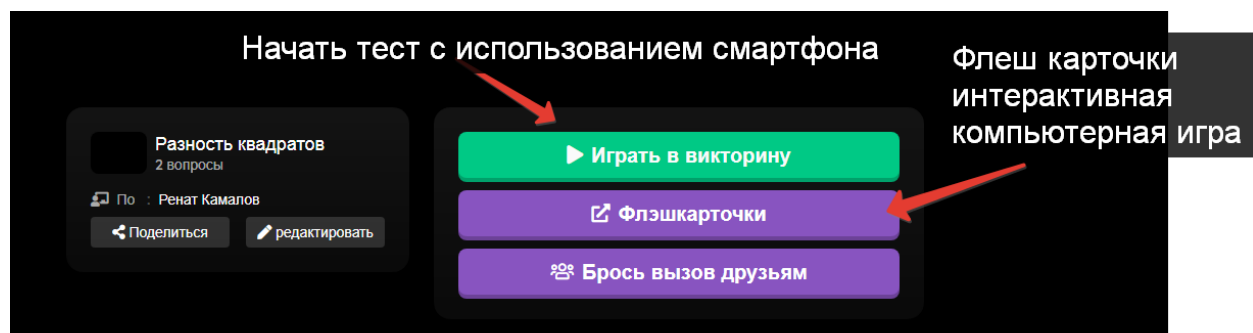 Начать тест с использованием смартфона
Флеш карточки
интерактивная
компьютерная игра
Разность квадратов
2 вопросы
По : Ренат Камалов
Поделиться
редактировать
Играть в викторину
Флэшкарточки
Брось вызов друзьям